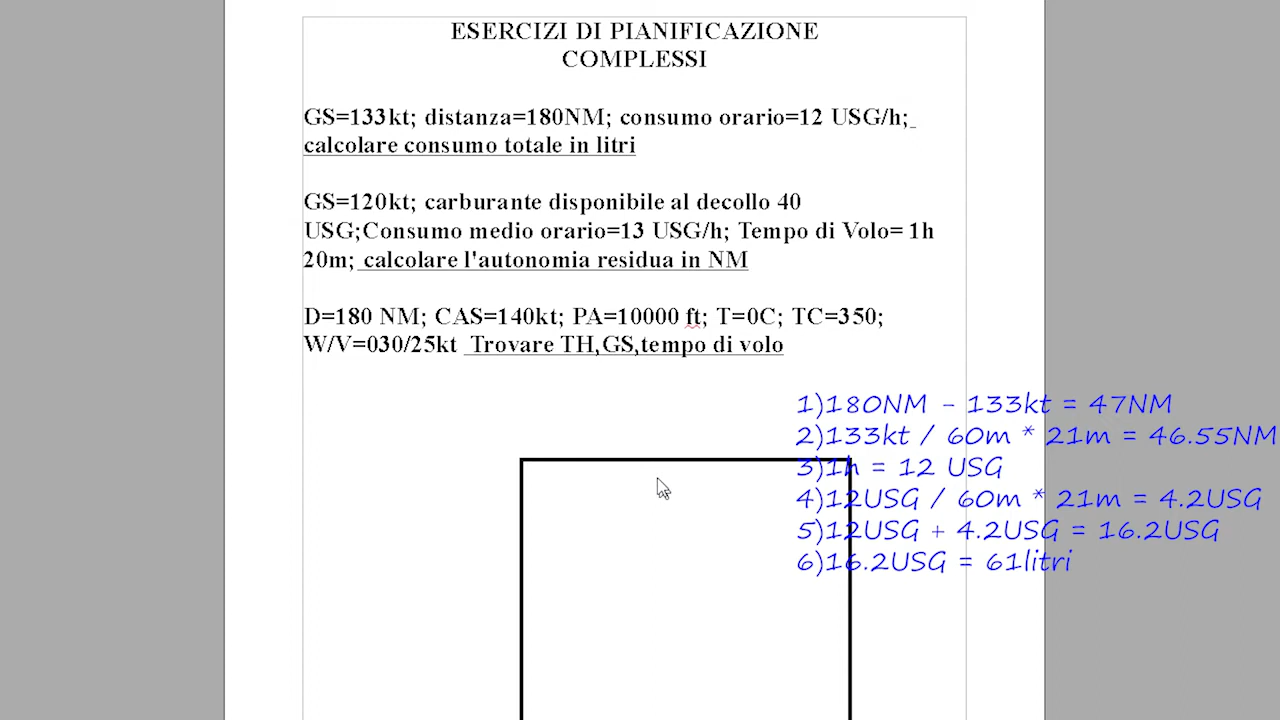 ESERCIZI DI PIANIFICAZIONE
COMPLESSI
GS=133kt; distanza=180NM; consumo orario=12 USG/h;
calcolare consumo totale in litri
GS=120kt; carburante disponibile al decollo 40
USG;Consumo medio orario=13 USG/h; Tempo di Volo= 1h
20m; calcolare l'autonomia residua in NM
D=180 NM; CAS=140kt; PA=10000 ft; T=0C; TC=350;
W/V=030/25kt Trovare TH,GS,tempo di volo
1)180NM - 133kt = 47NM
2)133kt / 60m * 21m = 46.55NM
3)1h = 12 USG
4)12USG / 60m * 21m = 4.2USG
5)12USG + 4.2USG = 16.2USG
6)16.2USG = 61litri